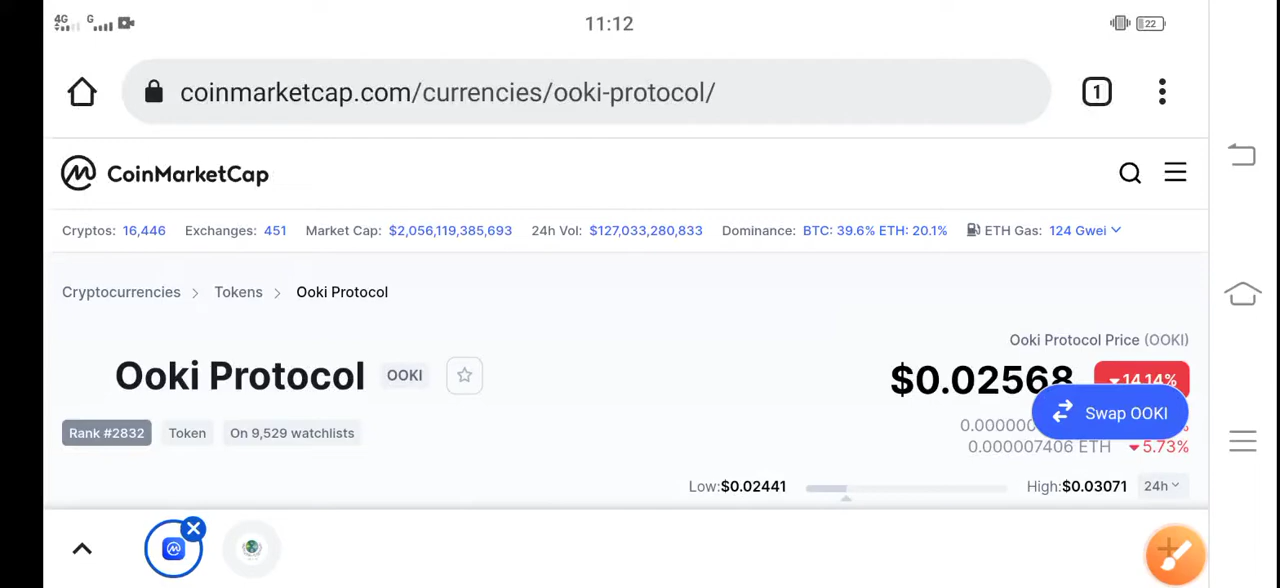 4G G 11:12 22
coinmarketcap.com/currencies/ooki-protocol/ 1
CoinMarketCap
Cryptos: 16,446 Exchanges: 451 Market Cap: $2,056,119,385,693 24h Vol: $127,033,280,833 Dominance: BTC: 39.6% ETH: 20.1% ETH Gas: 124 Gwei
Cryptocurrencies > Tokens > Ooki Protocol
Ooki Protocol Price (OOKI)
Ooki Protocol OOKI $0.02568 14.14%
Swap OOKI
Rank #2832 Token On 9,529 watchlists
0.000007406 ETH 5.73%
Low:$0.02441 High:$0.03071 24h